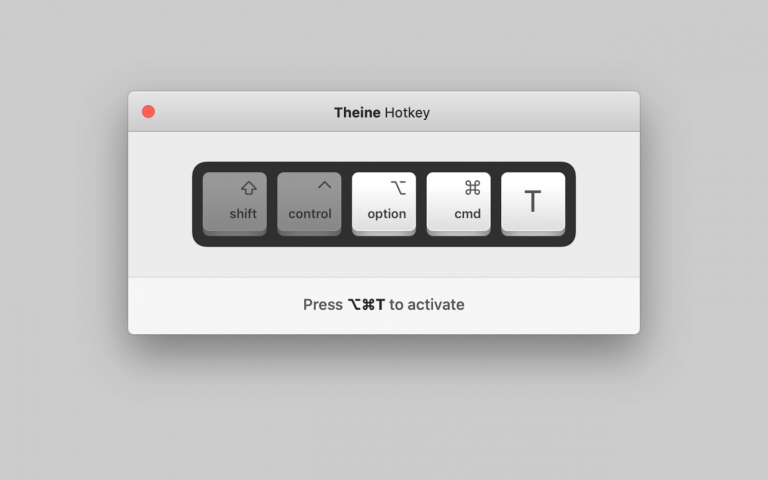 Theine Hotkey
⇧ ⌃ ⌥ ⌘
shift control option cmd T
Press ⌥⌘T to activate